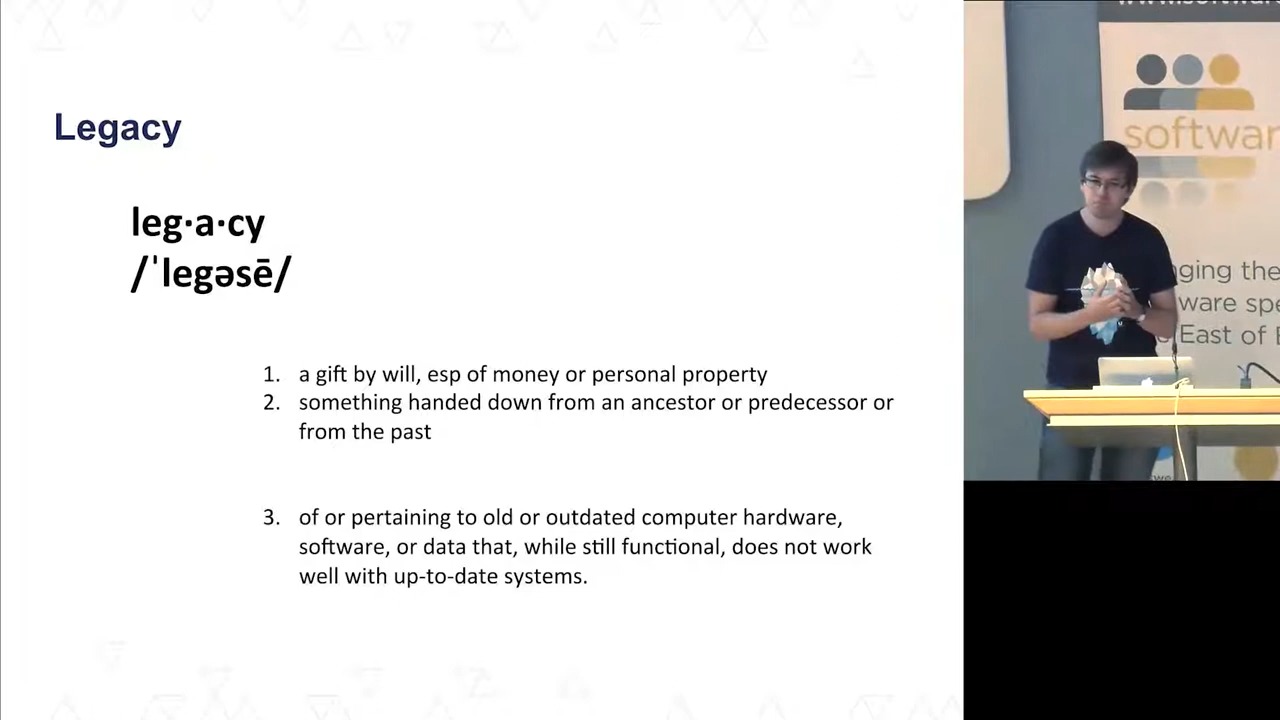 Legacy
leg·a·cy
/ˈlegəsē/
1. a gift by will, esp of money or personal property
2. something handed down from an ancestor or predecessor or
from the past
3. of or pertaining to old or outdated computer hardware,
software, or data that, while still functional, does not work
well with up-to-date systems.
softwar
ging the
ware spe
East of E